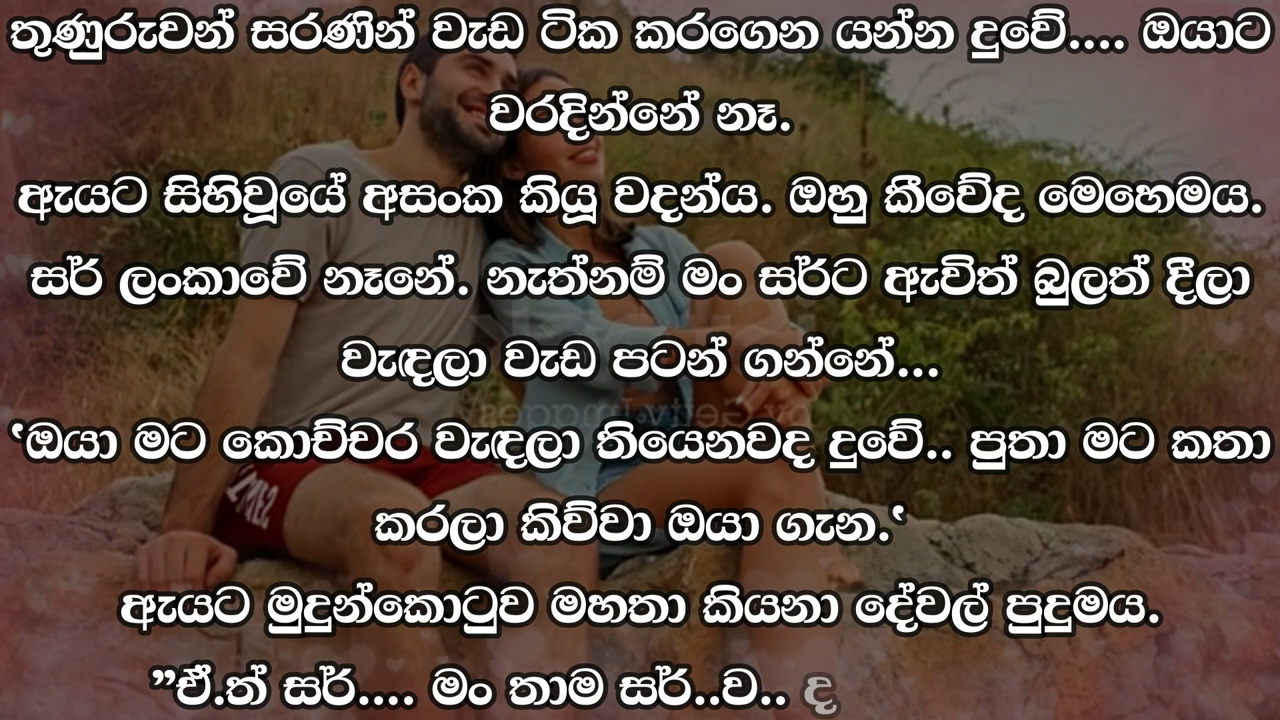 තුණුරුවන් සරණින් වැඩ ටික කරගෙන යන්න දුවේ.... ඔයාට
වරදින්නේ නෑ.
ඇයට සිහිවූයේ අසංක කියූ වදන්ය. ඔහු කීවේද මෙහෙමය.
සර් ලංකාවේ නෑනේ. නැත්නම් මං සර්ට ඇවිත් බුලත් දීලා
වැඳලා වැඩ පටන් ගන්නේ...
‛ඔයා මට කොච්චර වැඳලා තියෙනවද දුවේ.. පුතා මට කතා
කරලා කිව්වා ඔයා ගැන.‛
ඇයට මුදුන්කොටුව මහතා කියනා දේවල් පුදුමය.
”ඒ.ත් සර්.... මං තාම සර්..ව.. ද